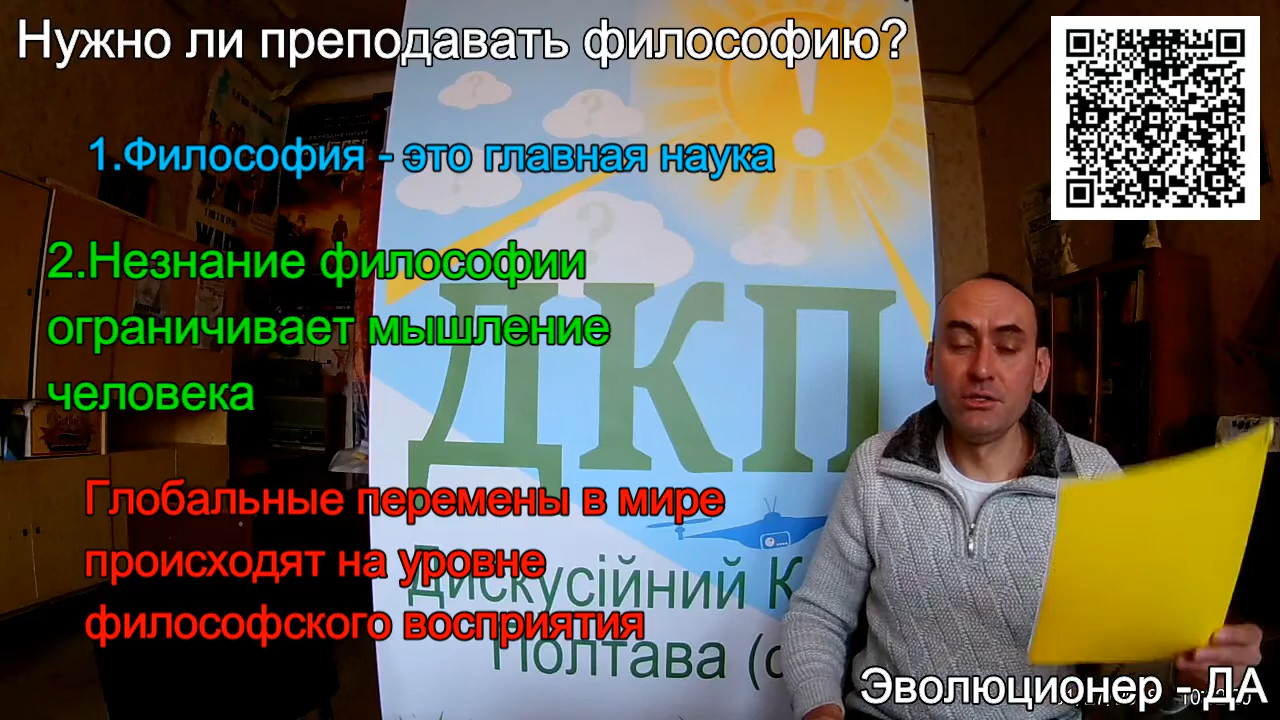 Нужно ли преподавать философию?
1.Философия - это главная наука
2.Незнание философии
ограничивает мышление
человека
ДКП
Глобальные перемены в мире
происходят на уровне
философского восприятия
Дискусійний К
Полтава (
Эволюционер - ДА